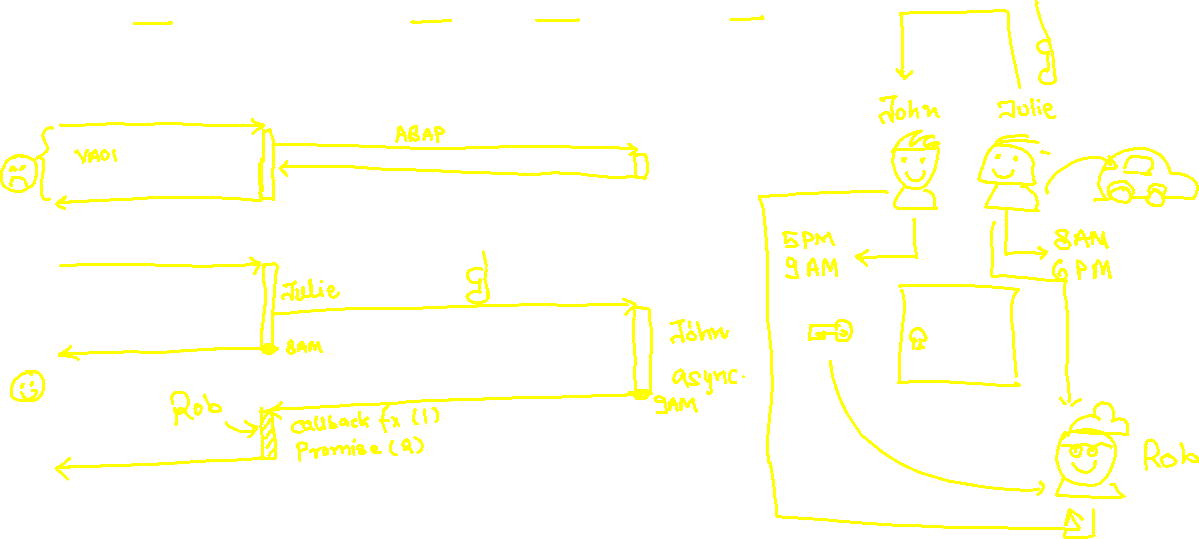 John
Julie
ABAP
VA01
5PM
9AM
8AM
6PM
Julie
8AM
John
async.
9AM
Rob
callback fx (1)
Promise (2)
Rob